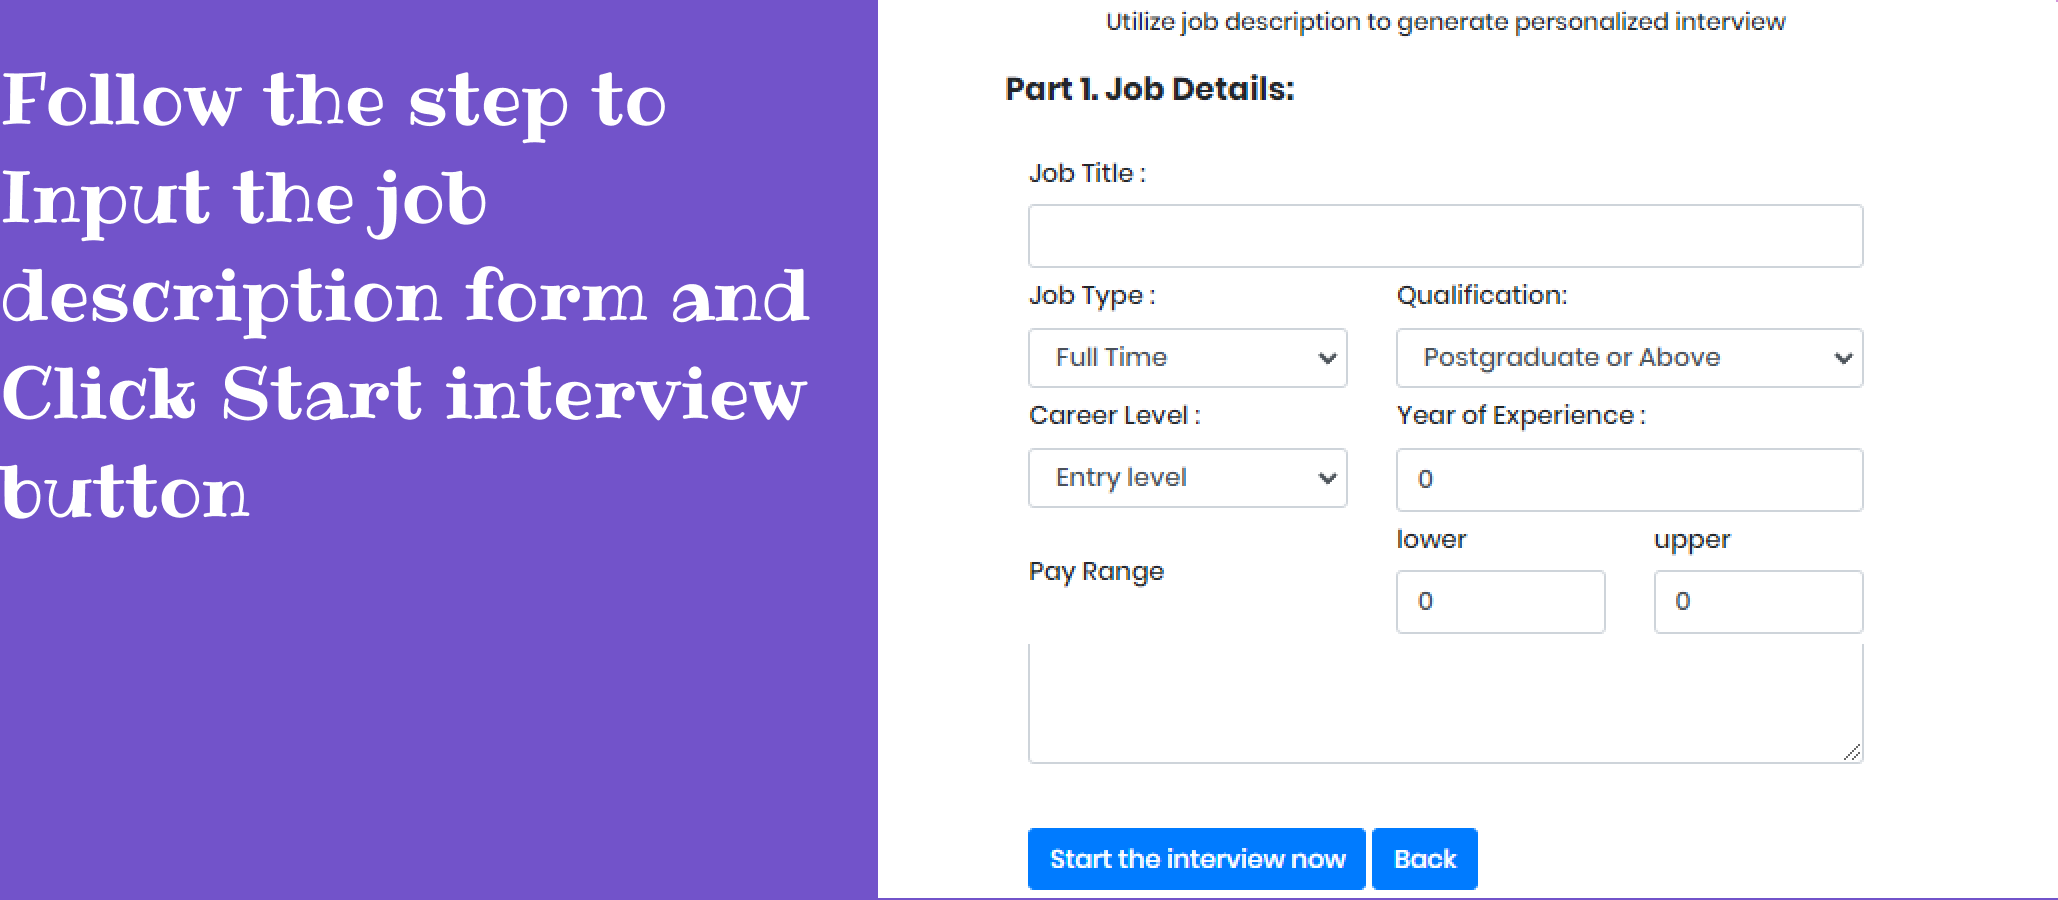 Follow the step to
Input the job
description form and
Click Start interview
button
Utilize job description to generate personalized interview
Part 1. Job Details:
Job Title :
Job Type :
Qualification:
Full Time
Postgraduate or Above
Career Level :
Year of Experience :
Entry level
0
lower
upper
Pay Range
0
0
Start the interview now
Back